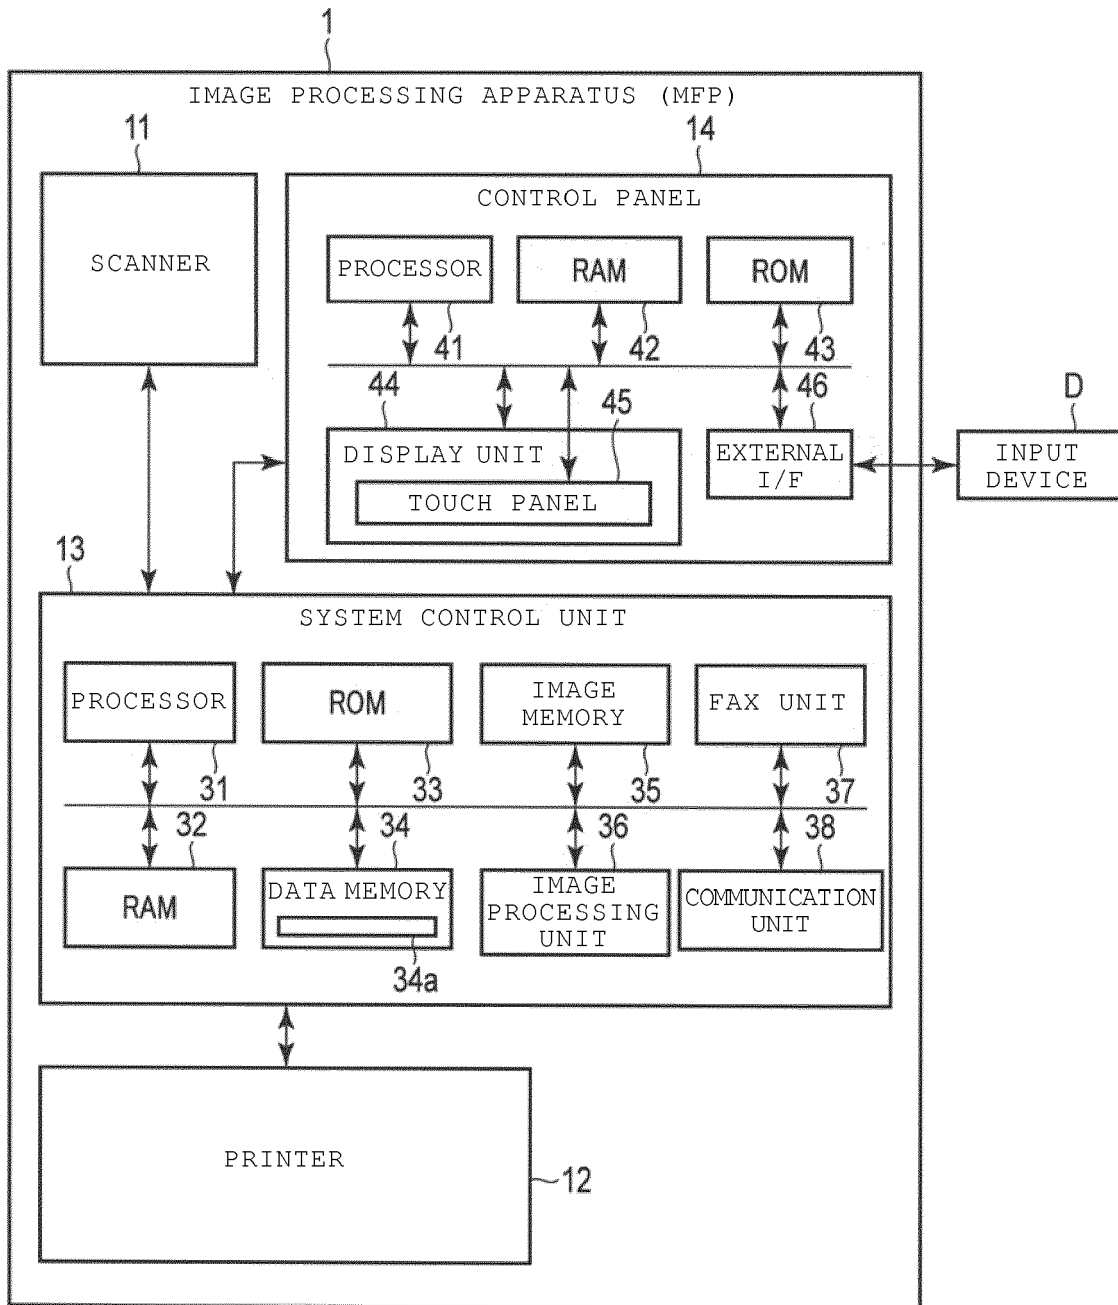 1
IMAGE PROCESSING APPARATUS (MFP)
11
14
SCANNER
CONTROL PANEL
PROCESSOR
RAM
ROM
41
42
43
44
45
46
D
DISPLAY UNIT
TOUCH PANEL
EXTERNAL
I/F
INPUT
DEVICE
13
SYSTEM CONTROL UNIT
PROCESSOR
ROM
IMAGE
MEMORY
FAX UNIT
31
33
35
37
32
34
36
38
RAM
DATA MEMORY
IMAGE
PROCESSING
UNIT
COMMUNICATION
UNIT
34a
PRINTER
12